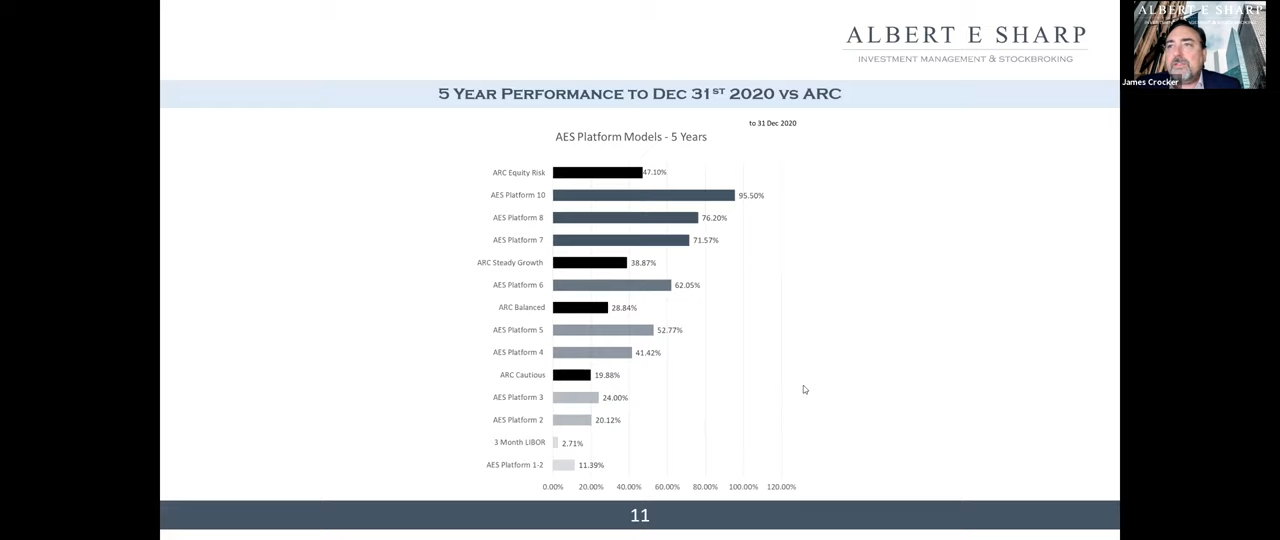 ALBERT E SHARP
INVESTMENT MANAGEMENT & STOCKBROKING
James Crocker
5 YEAR PERFORMANCE TO DEC 31ST 2020 VS ARC
to 31 Dec 2020
AES Platform Models - 5 Years
ARC Equity Risk 47.10%
AES Platform 10 95.50%
AES Platform 8 76.20%
AES Platform 7 71.57%
ARC Steady Growth 38.87%
AES Platform 6 62.05%
ARC Balanced 28.84%
AES Platform 5 52.77%
AES Platform 4 41.42%
ARC Cautious 19.88%
AES Platform 3 24.00%
AES Platform 2 20.12%
3 Month LIBOR 2.71%
AES Platform 1-2 11.39%
0.00% 20.00% 40.00% 60.00% 80.00% 100.00% 120.00%
11